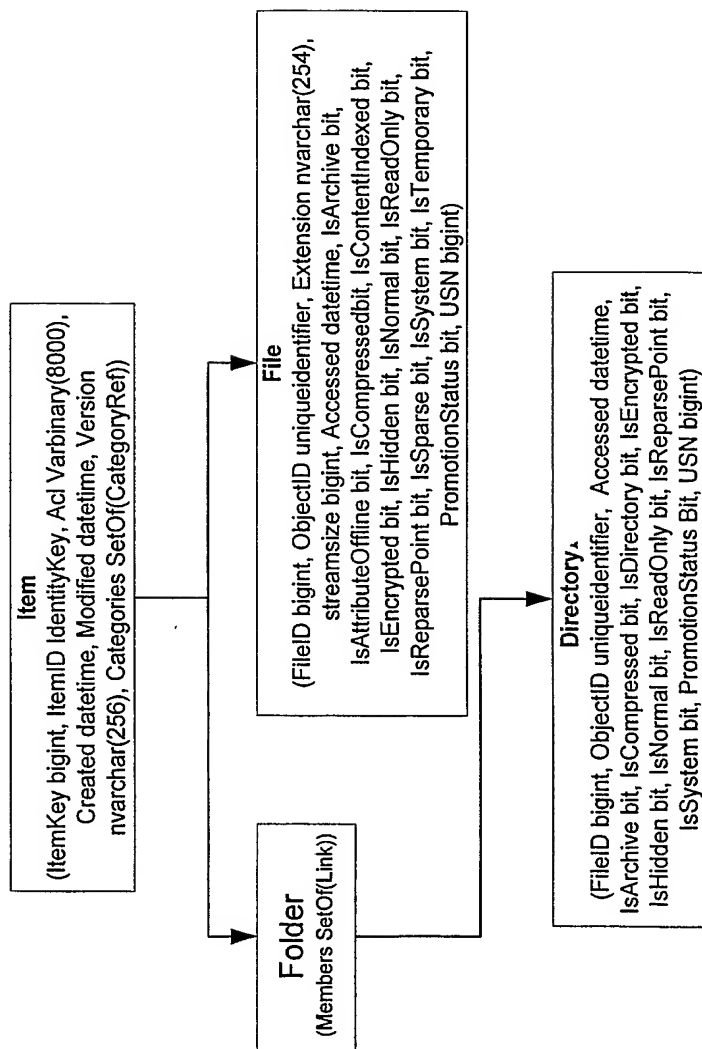 Item
(ItemKey bigint, ItemID IdentityKey, Acl Varbinary(8000),
Created datetime, Modified datetime, Version
nvarchar(256), Categories SetOf(CategoryRef))
Folder
(Members SetOf(Link))
File
(FileID bigint, ObjectID uniqueidentifier, Extension nvarchar(254),
streamsize bigint, Accessed datetime, IsArchive bit,
IsAttributeOffline bit, IsCompressedbit, IsContentIndexed bit,
IsEncrypted bit, IsHidden bit, IsNormal bit, IsReadOnly bit,
IsReparsePoint bit, IsSparse bit, IsSystem bit, IsTemporary bit,
PromotionStatus bit, USN bigint)
Directory
(FileID bigint, ObjectID uniqueidentifier, Accessed datetime,
IsArchive bit, IsCompressed bit, IsDirectory bit, IsEncrypted bit,
IsHidden bit, IsNormal bit, IsReadOnly bit, IsReparsePoint bit,
IsSystem bit, PromotionStatus Bit, USN bigint)